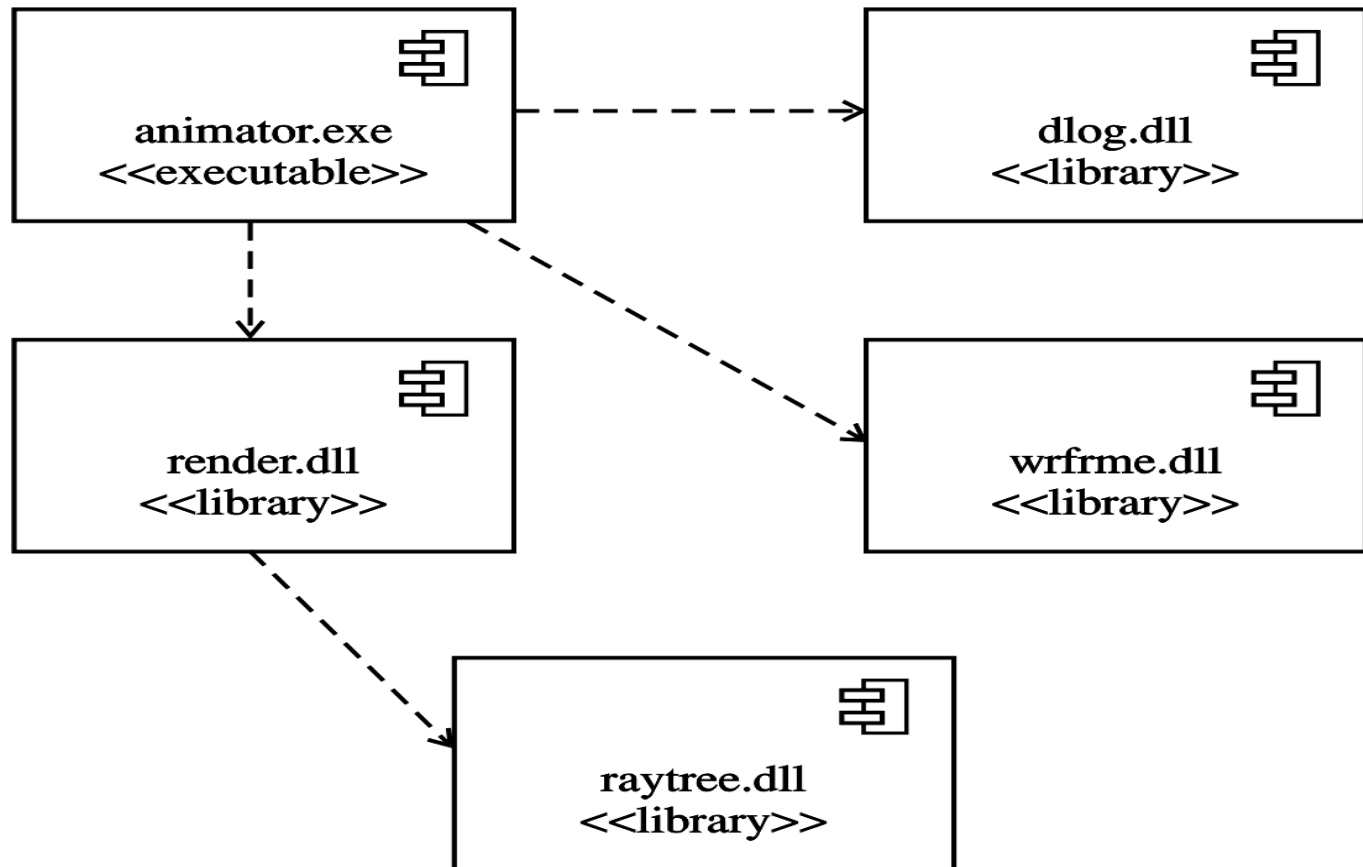 animator.exe
<<executable>>
dlog.dll
<<library>>
render.dll
<<library>>
wrfrme.dll
<<library>>
raytree.dll
<<library>>